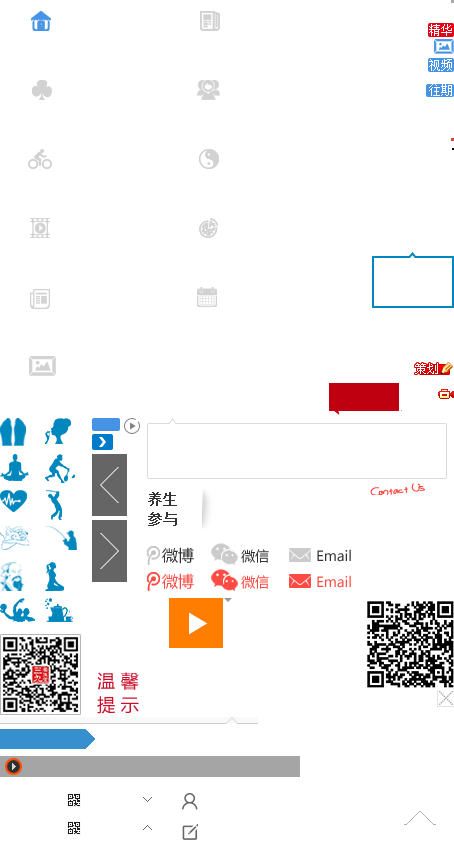 精华
视频
往期
策划
Contact Us
养生
参与
微博 微信 Email
微博 微信 Email
温馨
提示